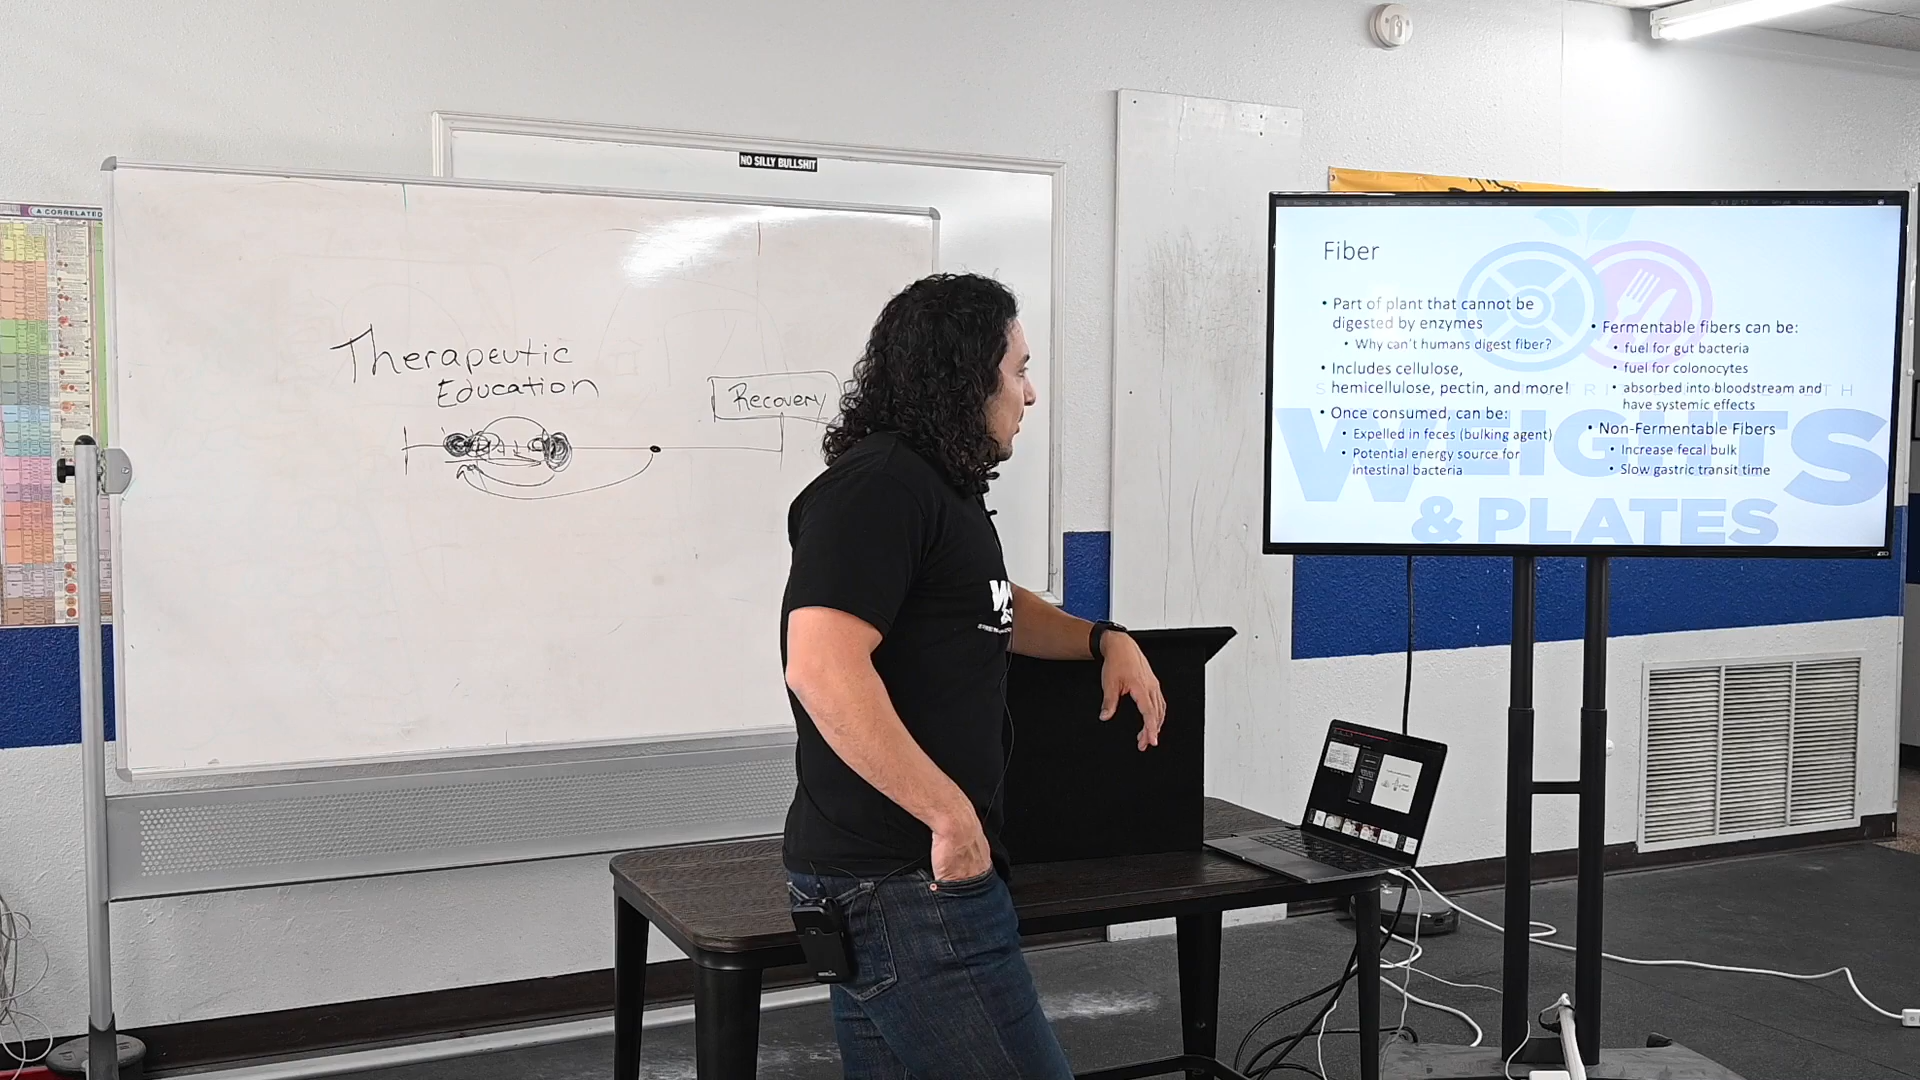 A CORRELATED
NO SILLY BULLSHIT
Therapeutic
Education
Recovery
Fiber
• Part of plant that cannot be
digested by enzymes
• Why can't humans digest fiber?
• Includes cellulose,
hemicellulose, pectin, and more!
• Once consumed, can be:
• Expelled in feces (bulking agent)
• Potential energy source for
intestinal bacteria
• Fermentable fibers can be:
• fuel for gut bacteria
• fuel for colonocytes
• absorbed into bloodstream and
have systemic effects
• Non-Fermentable Fibers
• Increase fecal bulk
• Slow gastric transit time
WEIGHTS
& PLATES